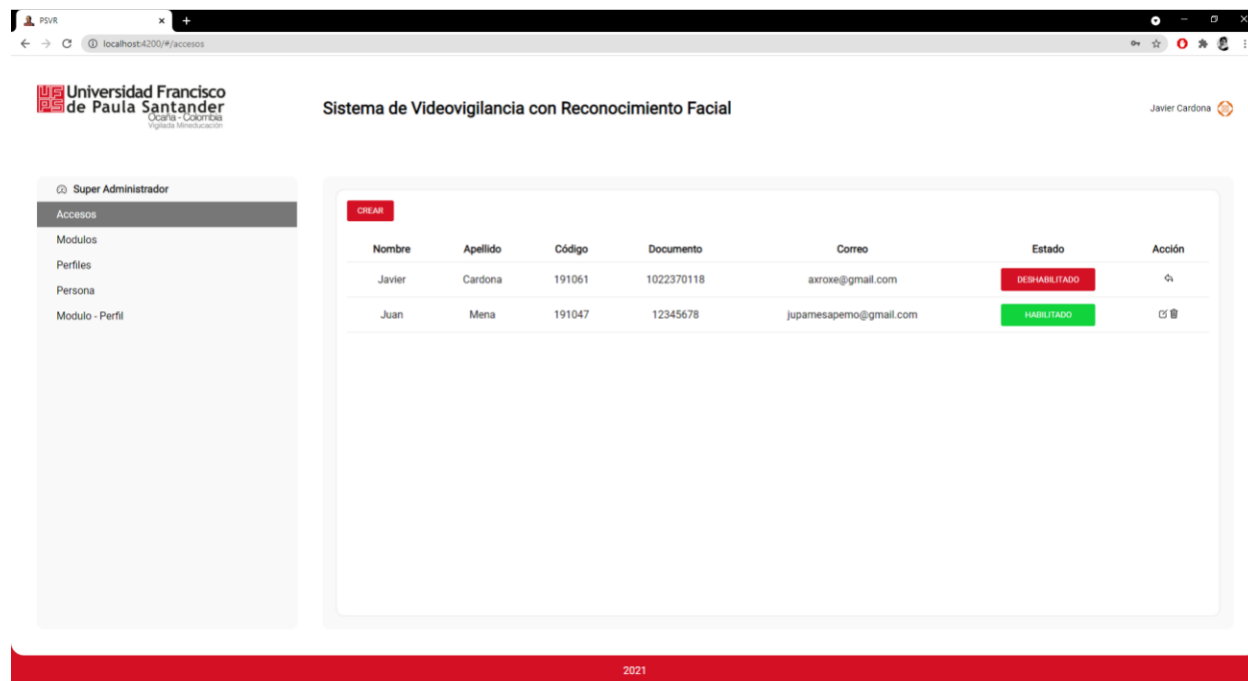 PSVR
localhost:4200/#/accesos
UFPS
Universidad Francisco
de Paula Santander
Ocaña - Colombia
Vigilada Mineducación
Sistema de Videovigilancia con Reconocimiento Facial
Javier Cardona
Super Administrador
Accesos
Modulos
Perfiles
Persona
Modulo - Perfil
CREAR
Nombre Apellido Código Documento Correo Estado Acción
Javier Cardona 191061 1022370118 axroxe@gmail.com DESHABILITADO
Juan Mena 191047 12345678 jupamesapemo@gmail.com HABILITADO
2021